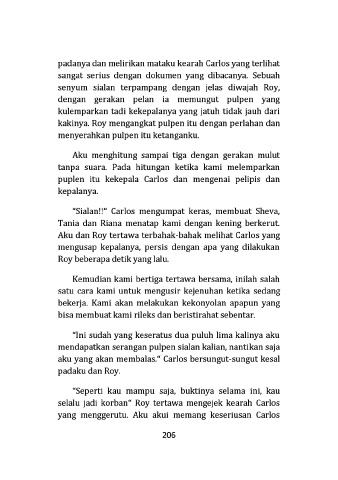 padanya dan melirikan mataku kearah Carlos yang terlihat
sangat serius dengan dokumen yang dibacanya. Sebuah
senyum sialan terpampang dengan jelas diwajah Roy,
dengan gerakan pelan ia memungut pulpen yang
kulemparkan tadi kekepalanya yang jatuh tidak jauh dari
kakinya. Roy mengangkat pulpen itu dengan perlahan dan
menyerahkan pulpen itu ketanganku.
Aku menghitung sampai tiga dengan gerakan mulut
tanpa suara. Pada hitungan ketika kami melemparkan
puplen itu kekepala Carlos dan mengenai pelipis dan
kepalanya.
"Sialan!!" Carlos mengumpat keras, membuat Sheva,
Tania dan Riana menatap kami dengan kening berkerut.
Aku dan Roy tertawa terbahak-bahak melihat Carlos yang
mengusap kepalanya, persis dengan apa yang dilakukan
Roy beberapa detik yang lalu.
Kemudian kami bertiga tertawa bersama, inilah salah
satu cara kami untuk mengusir kejenuhan ketika sedang
bekerja. Kami akan melakukan kekonyolan apapun yang
bisa membuat kami rileks dan beristirahat sebentar.
"Ini sudah yang keseratus dua puluh lima kalinya aku
mendapatkan serangan pulpen sialan kalian, nantikan saja
aku yang akan membalas." Carlos bersungut-sungut kesal
padaku dan Roy.
"Seperti kau mampu saja, buktinya selama ini, kau
selalu jadi korban" Roy tertawa mengejek kearah Carlos
yang menggerutu. Aku akui memang keseriusan Carlos
206